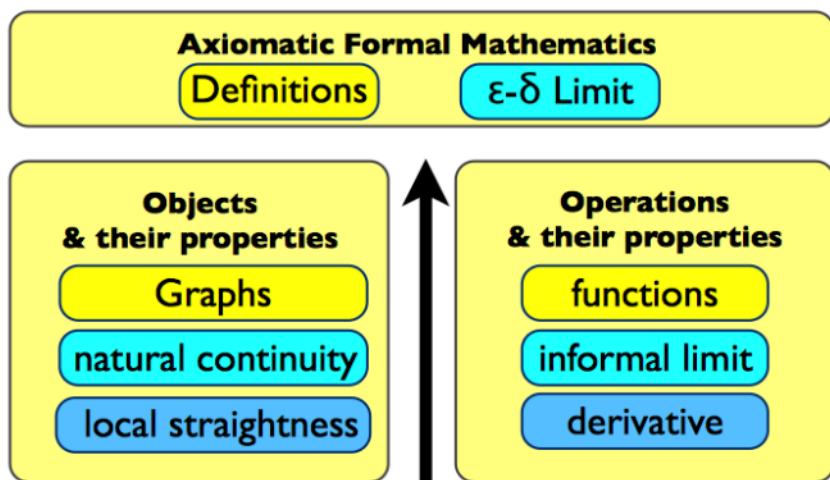 Axiomatic Formal Mathematics
Definitions
ε-δ Limit
Objects
& their properties
Graphs
natural continuity
local straightness
Operations
& their properties
functions
informal limit
derivative